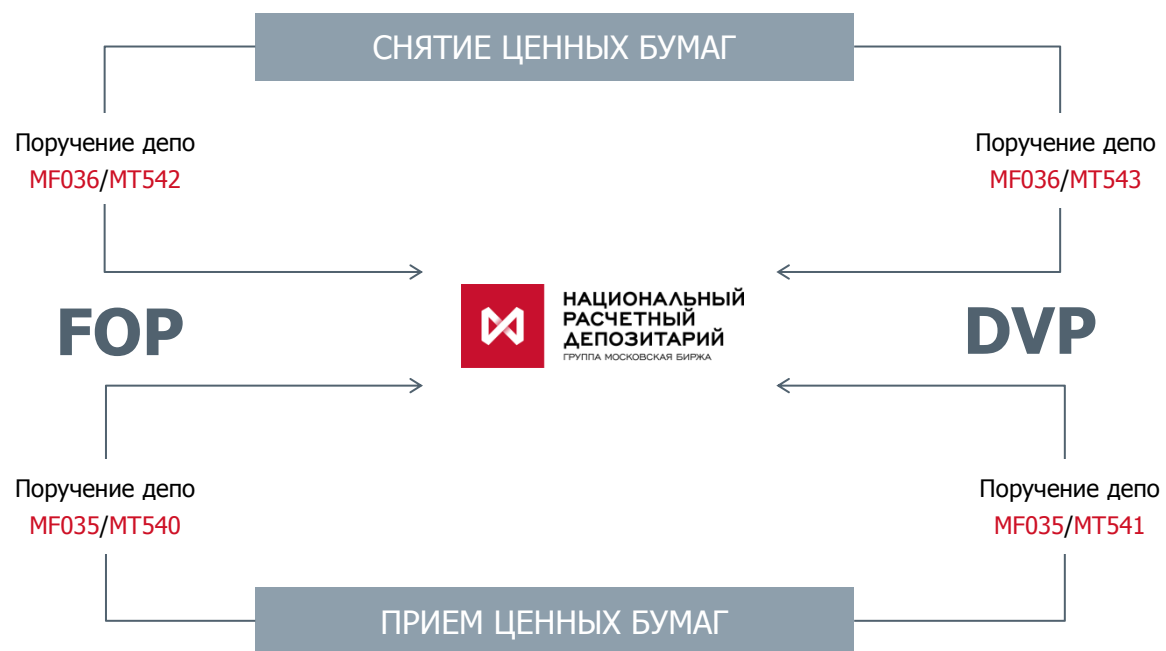 СНЯТИЕ ЦЕННЫХ БУМАГ
Поручение депо
MF036/MT542
Поручение депо
MF036/MT543
FOP
НАЦИОНАЛЬНЫЙ
РАСЧЕТНЫЙ
ДЕПОЗИТАРИЙ
ГРУППА МОСКОВСКАЯ БИРЖА
DVP
Поручение депо
MF035/MT540
Поручение депо
MF035/MT541
ПРИЕМ ЦЕННЫХ БУМАГ